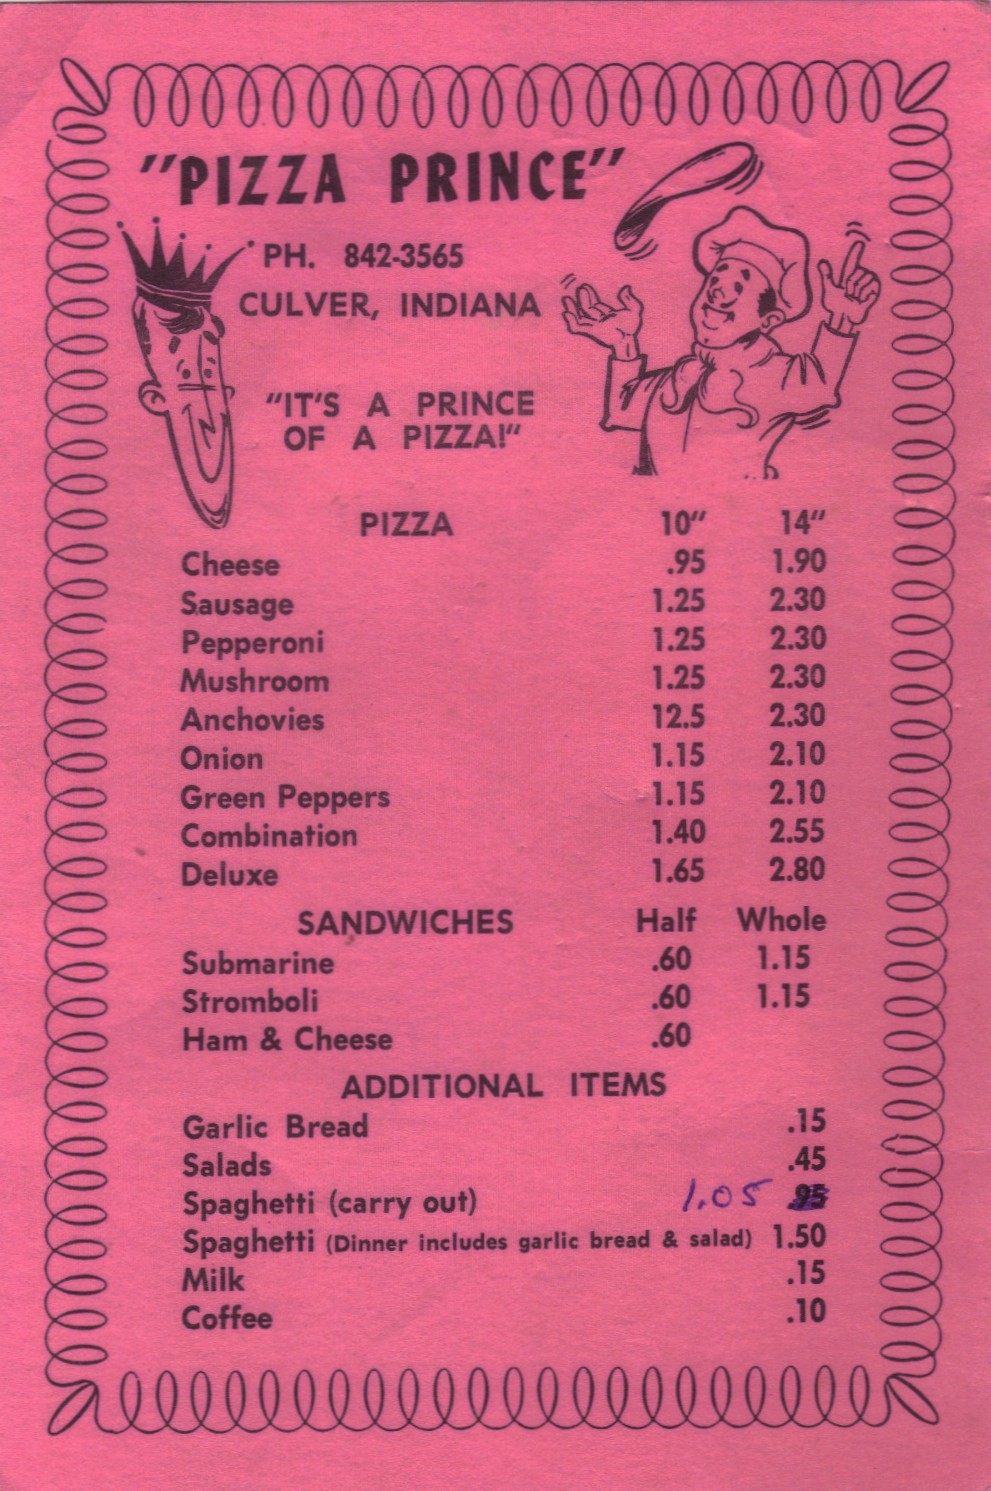 "PIZZA PRINCE"
PH. 842-3565
CULVER, INDIANA
"IT'S A PRINCE
OF A PIZZA!"
PIZZA 10" 14"
Cheese .95 1.90
Sausage 1.25 2.30
Pepperoni 1.25 2.30
Mushroom 1.25 2.30
Anchovies 12.5 2.30
Onion 1.15 2.10
Green Peppers 1.15 2.10
Combination 1.40 2.55
Deluxe 1.65 2.80
SANDWICHES Half Whole
Submarine .60 1.15
Stromboli .60 1.15
Ham & Cheese .60
ADDITIONAL ITEMS
Garlic Bread .15
Salads .45
Spaghetti (carry out) 1.05 .95
Spaghetti (Dinner includes garlic bread & salad) 1.50
Milk .15
Coffee .10